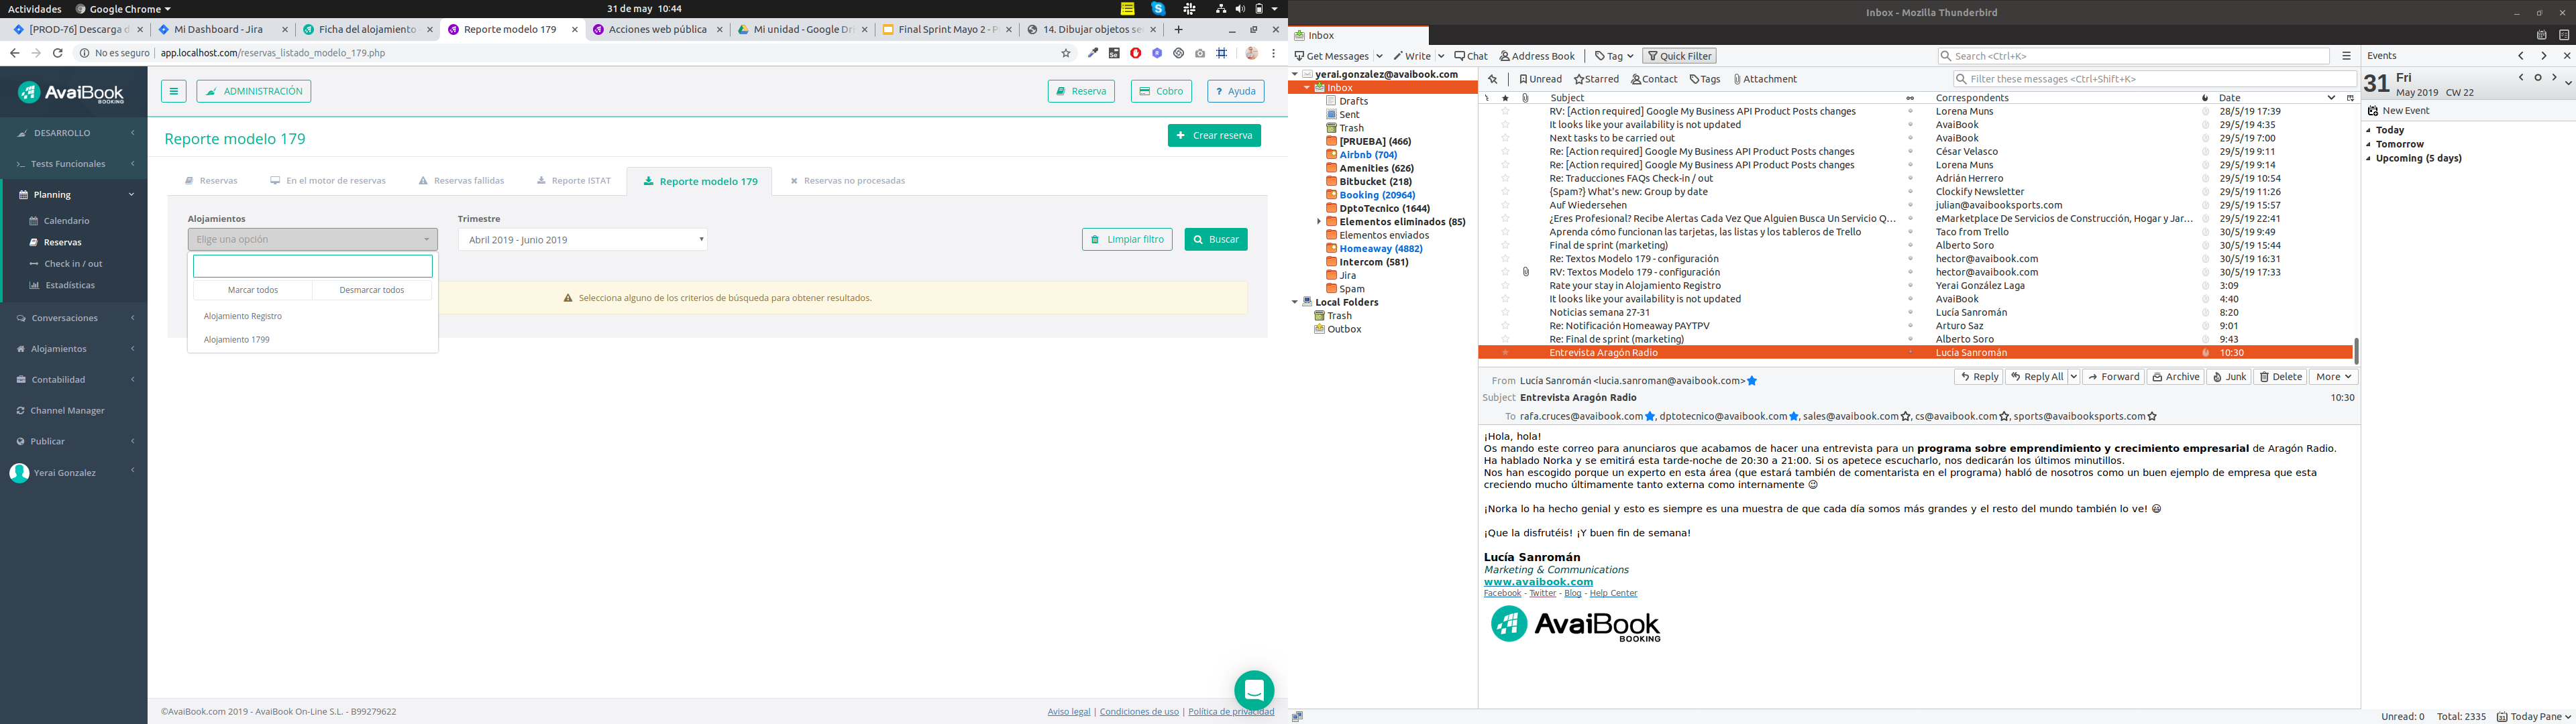 Actividades
Google Chrome
31 de may 10:44
[PROD-76] Descarga d
Mi Dashboard - Jira
Ficha del alojamiento
Reporte modelo 179
Acciones web pública
Mi unidad - Google Dri
Final Sprint Mayo 2 - P
14. Dibujar objetos se
No es seguro
app.localhost.com/reservas_listado_modelo_179.php
AvaiBook
BOOKING
ADMINISTRACIÓN
Reserva
Cobro
? Ayuda
DESARROLLO
Tests Funcionales
Planning
Calendario
Reservas
Check in / out
Estadísticas
Conversaciones
Alojamientos
Contabilidad
Channel Manager
Publicar
Yerai Gonzalez
Reporte modelo 179
+ Crear reserva
Reservas
En el motor de reservas
Reservas fallidas
Reporte ISTAT
Reporte modelo 179
Reservas no procesadas
Alojamientos
Trimestre
Elige una opción
Abril 2019 - Junio 2019
Limpiar filtro
Buscar
Marcar todos
Desmarcar todos
Selecciona alguno de los criterios de búsqueda para obtener resultados.
Alojamiento Registro
Alojamiento 1799
©AvaiBook.com 2019 - AvaiBook On-Line S.L. - B99279622
Aviso legal | Condiciones de uso | Política de privacidad
Inbox - Mozilla Thunderbird
Inbox
Get Messages
Write
Chat
Address Book
Tag
Quick Filter
Search <Ctrl+K>
yerai.gonzalez@avaibook.com
Inbox
Drafts
Sent
Trash
[PRUEBA] (466)
Airbnb (704)
Amenities (626)
Bitbucket (218)
Booking (20964)
DptoTecnico (1644)
Elementos eliminados (85)
Elementos enviados
Homeaway (4882)
Intercom (581)
Jira
Spam
Local Folders
Trash
Outbox
Unread
Starred
Contact
Tags
Attachment
Filter these messages <Ctrl+Shift+K>
Subject
Correspondents
Date
RV: [Action required] Google My Business API Product Posts changes Lorena Muns 28/5/19 17:39
It looks like your availability is not updated AvaiBook 29/5/19 4:35
Next tasks to be carried out AvaiBook 29/5/19 7:00
Re: [Action required] Google My Business API Product Posts changes César Velasco 29/5/19 9:11
Re: [Action required] Google My Business API Product Posts changes Lorena Muns 29/5/19 9:14
Re: Traducciones FAQs Check-in / out Adrián Herrero 29/5/19 10:54
{Spam?} What's new: Group by date Clockify Newsletter 29/5/19 11:26
Auf Wiedersehen julian@avaibooksports.com 29/5/19 15:57
¿Eres Profesional? Recibe Alertas Cada Vez Que Alguien Busca Un Servicio Q... eMarketplace De Servicios de Construcción, Hogar y Jar... 29/5/19 22:41
Aprenda cómo funcionan las tarjetas, las listas y los tableros de Trello Taco from Trello 30/5/19 9:49
Final de sprint (marketing) Alberto Soro 30/5/19 15:44
Re: Textos Modelo 179 - configuración hector@avaibook.com 30/5/19 16:31
RV: Textos Modelo 179 - configuración hector@avaibook.com 30/5/19 17:33
Rate your stay in Alojamiento Registro Yerai González Laga 3:09
It looks like your availability is not updated AvaiBook 4:40
Noticias semana 27-31 Lucía Sanromán 8:20
Re: Notificación Homeaway PAYTPV Arturo Saz 9:01
Re: Final de sprint (marketing) Alberto Soro 9:43
Entrevista Aragón Radio Lucía Sanromán 10:30
From Lucía Sanromán <lucia.sanroman@avaibook.com>
Reply
Reply All
Forward
Archive
Junk
Delete
More
Subject Entrevista Aragón Radio 10:30
To rafa.cruces@avaibook.com, dptotecnico@avaibook.com, sales@avaibook.com, cs@avaibook.com, sports@avaibooksports.com
¡Hola, hola!
Os mando este correo para anunciaros que acabamos de hacer una entrevista para un programa sobre emprendimiento y crecimiento empresarial de Aragón Radio.
Ha hablado Norka y se emitirá esta tarde-noche de 20:30 a 21:00. Si os apetece escucharlo, nos dedicarán los últimos minutillos.
Nos han escogido porque un experto en esta área (que estará también de comentarista en el programa) habló de nosotros como un buen ejemplo de empresa que esta
creciendo mucho últimamente tanto externa como internamente 😉
¡Norka lo ha hecho genial y esto es siempre es una muestra de que cada día somos más grandes y el resto del mundo también lo ve! 😃
¡Que la disfrutéis! ¡Y buen fin de semana!
Lucía Sanromán
Marketing & Communications
www.avaibook.com
Facebook - Twitter - Blog - Help Center
AvaiBook
BOOKING
Events
31
Fri
May 2019 CW 22
New Event
Today
Tomorrow
Upcoming (5 days)
Unread: 0
Total: 2335
Today Pane